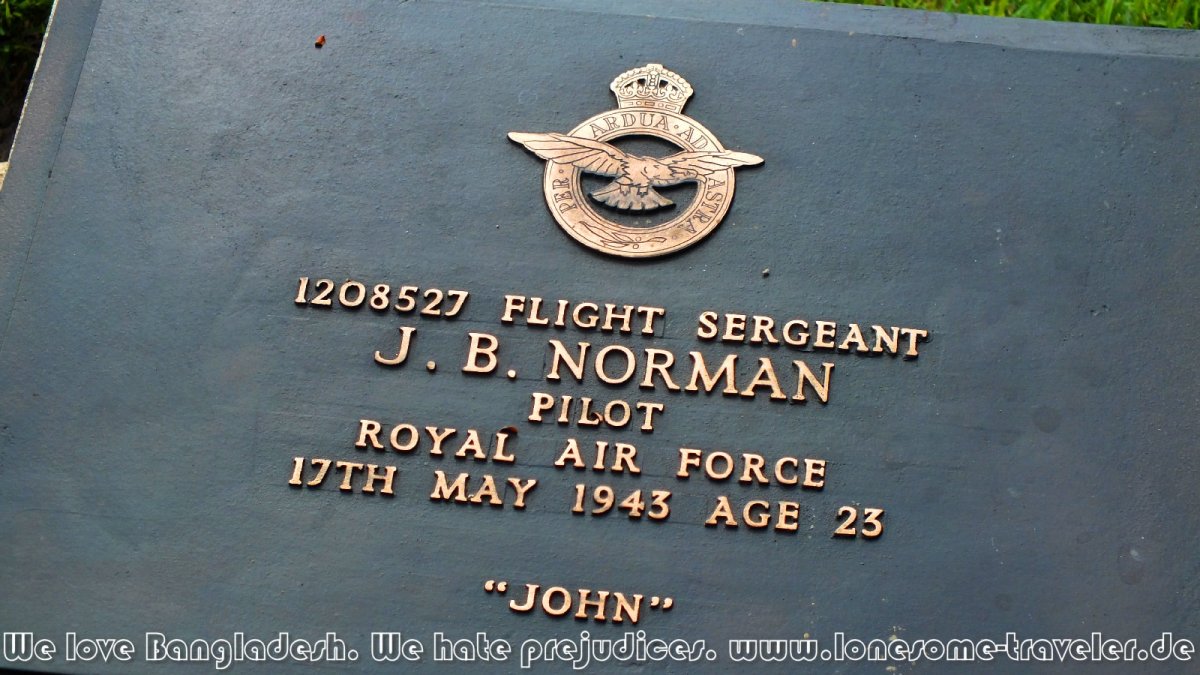 PER · ARDUA · AD ASTRA
1208527 FLIGHT SERGEANT
J. B. NORMAN
PILOT
ROYAL AIR FORCE
17TH MAY 1943 AGE 23
“JOHN”
We love Bangladesh. We hate prejudices. www.lonesome-traveler.de